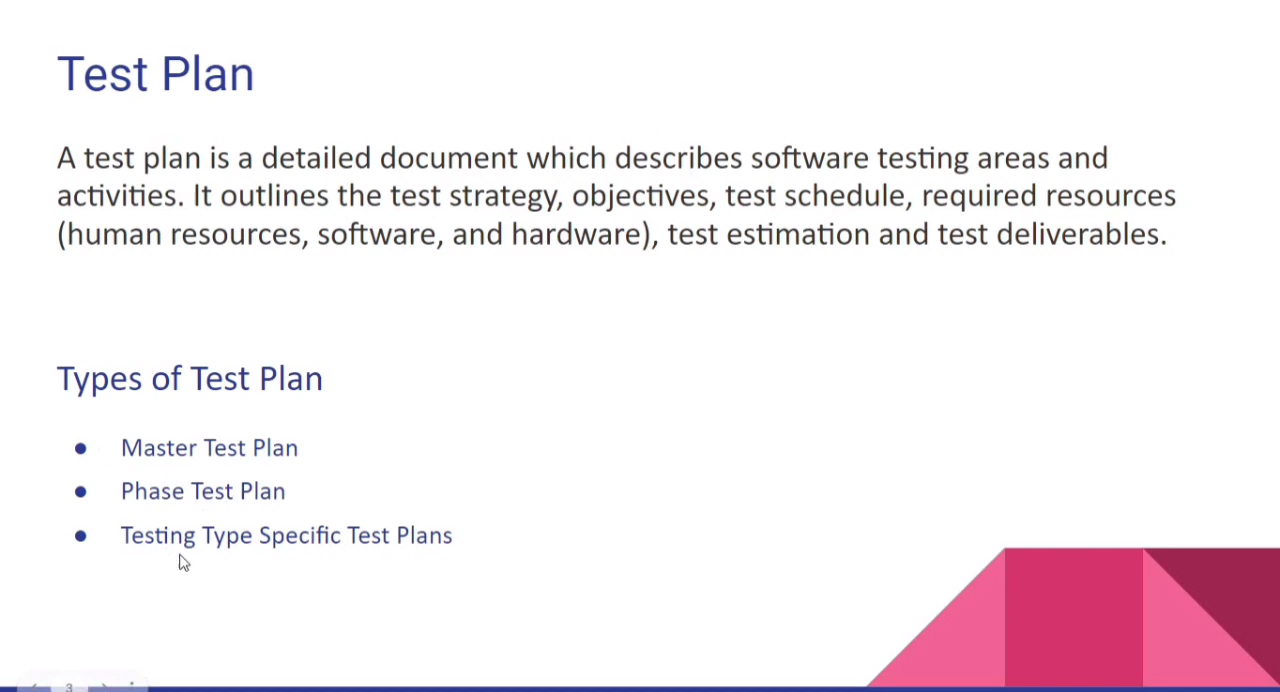 Test Plan
A test plan is a detailed document which describes software testing areas and
activities. It outlines the test strategy, objectives, test schedule, required resources
(human resources, software, and hardware), test estimation and test deliverables.
Types of Test Plan
● Master Test Plan
● Phase Test Plan
● Testing Type Specific Test Plans
3